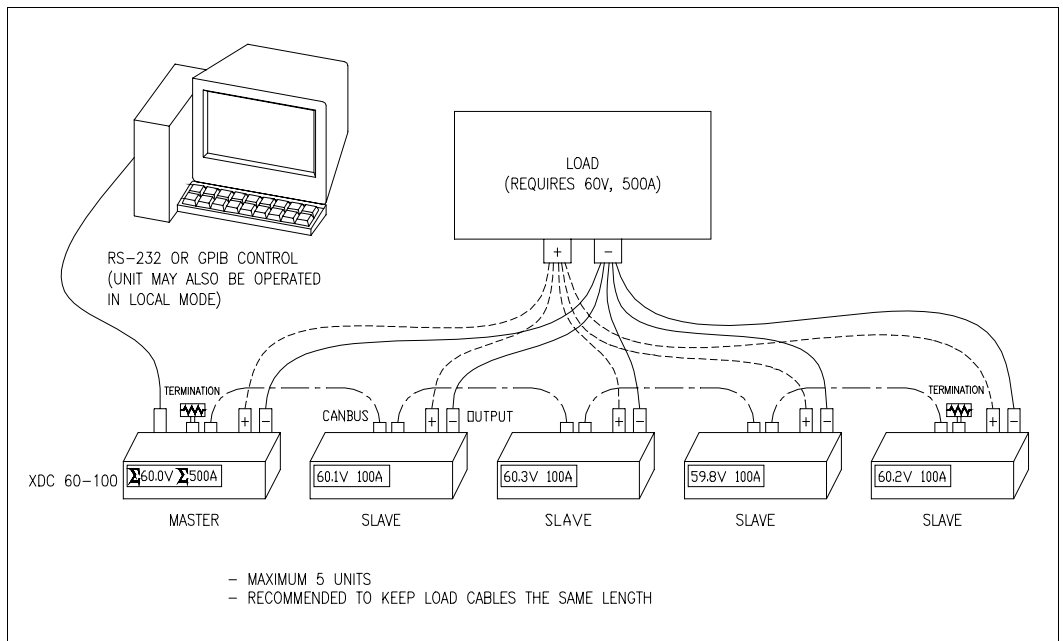 LOAD
(REQUIRES 60V, 500A)
+ -
RS-232 OR GPIB CONTROL
(UNIT MAY ALSO BE OPERATED
IN LOCAL MODE)
TERMINATION
TERMINATION
CANBUS
OUTPUT
+ -
+ -
+ -
+ -
+ -
XDC 60-100
Σ60.0V Σ500A
60.1V 100A
60.3V 100A
59.8V 100A
60.2V 100A
MASTER
SLAVE
SLAVE
SLAVE
SLAVE
- MAXIMUM 5 UNITS
- RECOMMENDED TO KEEP LOAD CABLES THE SAME LENGTH